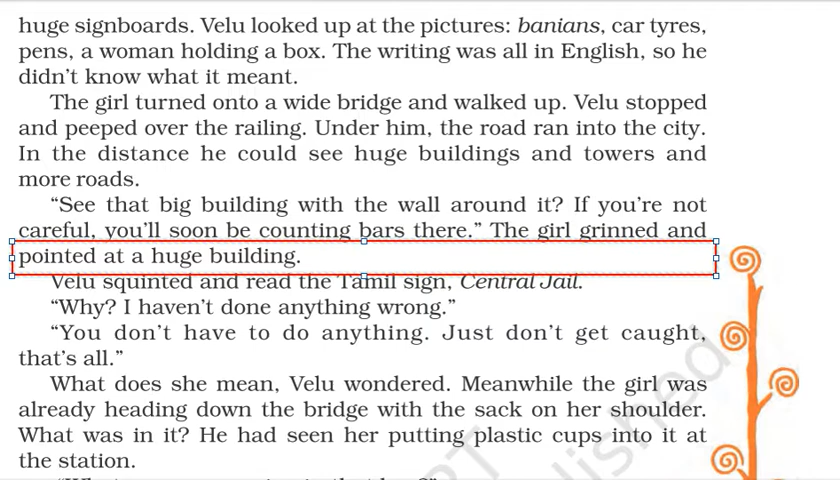 huge signboards. Velu looked up at the pictures: banians, car tyres,
pens, a woman holding a box. The writing was all in English, so he
didn’t know what it meant.
The girl turned onto a wide bridge and walked up. Velu stopped
and peeped over the railing. Under him, the road ran into the city.
In the distance he could see huge buildings and towers and
more roads.
“See that big building with the wall around it? If you’re not
careful, you’ll soon be counting bars there.” The girl grinned and
pointed at a huge building.
Velu squinted and read the Tamil sign, Central Jail.
“Why? I haven’t done anything wrong.”
“You don’t have to do anything. Just don’t get caught,
that’s all.”
What does she mean, Velu wondered. Meanwhile the girl was
already heading down the bridge with the sack on her shoulder.
What was in it? He had seen her putting plastic cups into it at
the station.